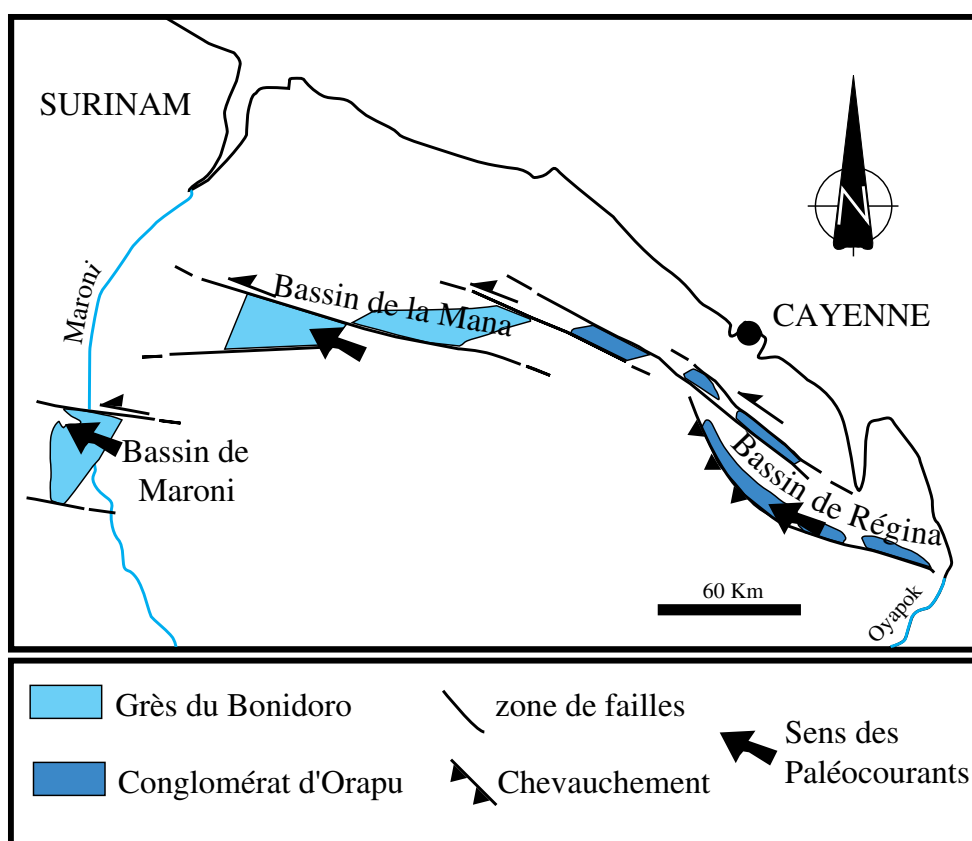 SURINAM
Maroni
Bassin de la Mana
CAYENNE
Bassin de
Maroni
Bassin de Régina
60 Km
Oyapok
N
Grès du Bonidoro
zone de failles
Sens des
Paléocourants
Conglomérat d'Orapu
Chevauchement